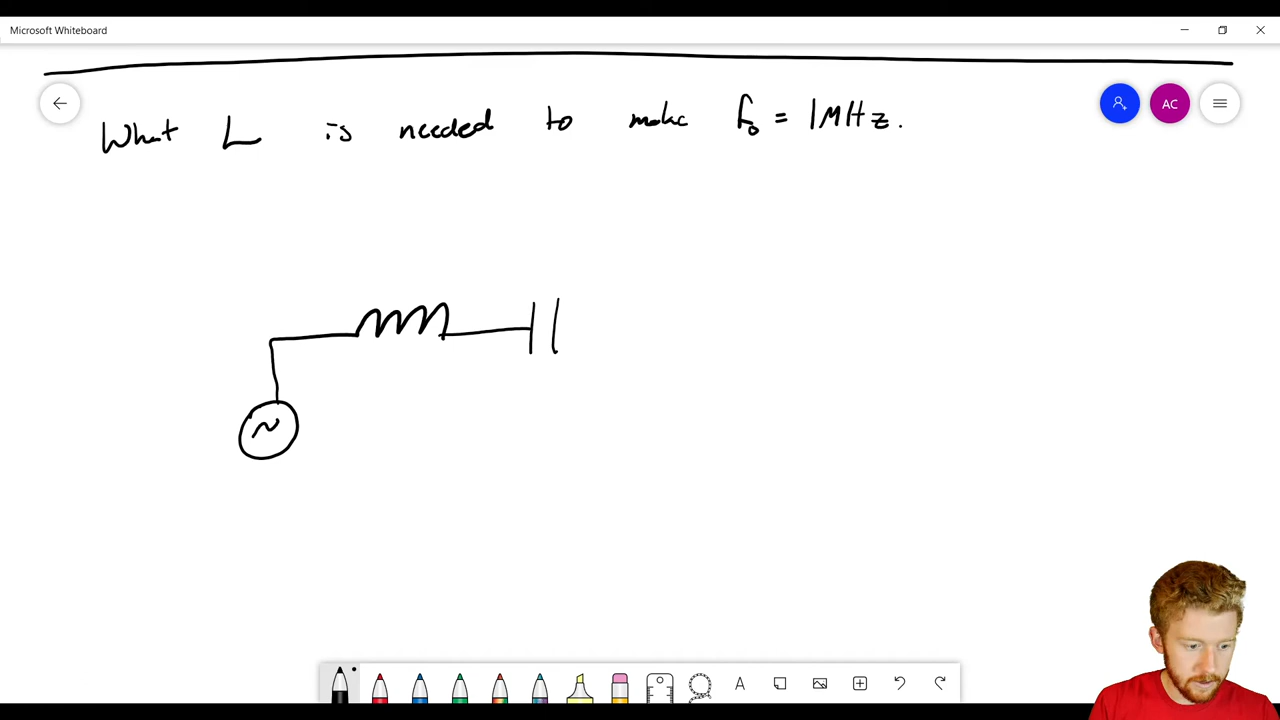 Microsoft Whiteboard
AC
What L is needed to make f₀ = 1MHz.
A